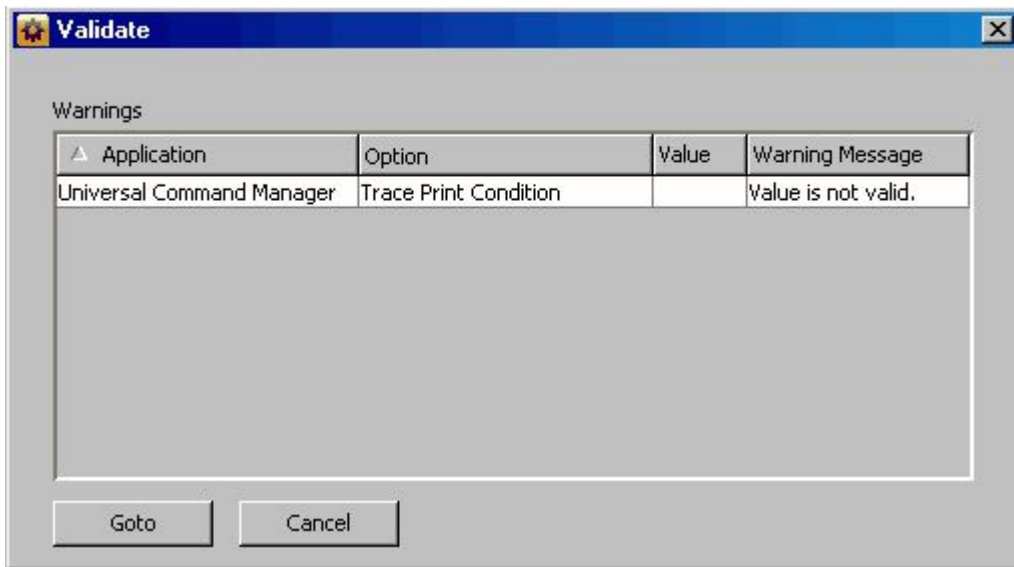 Validate
Warnings
Application Option Value Warning Message
Universal Command Manager Trace Print Condition Value is not valid.
Goto Cancel